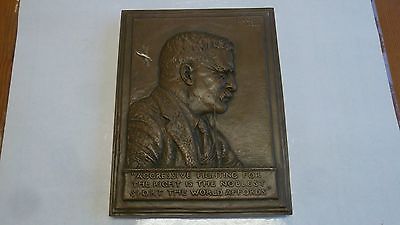 "AGGRESSIVE FIGHTING FOR
THE RIGHT IS THE NOBLEST
SPORT THE WORLD AFFORDS"